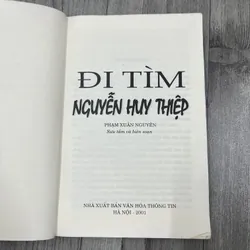 ĐI TÌM
NGUYỄN HUY THIỆP
PHẠM XUÂN NGUYÊN
Sưu tầm và biên soạn
NHÀ XUẤT BẢN VĂN HÓA THÔNG TIN
HÀ NỘI - 2001